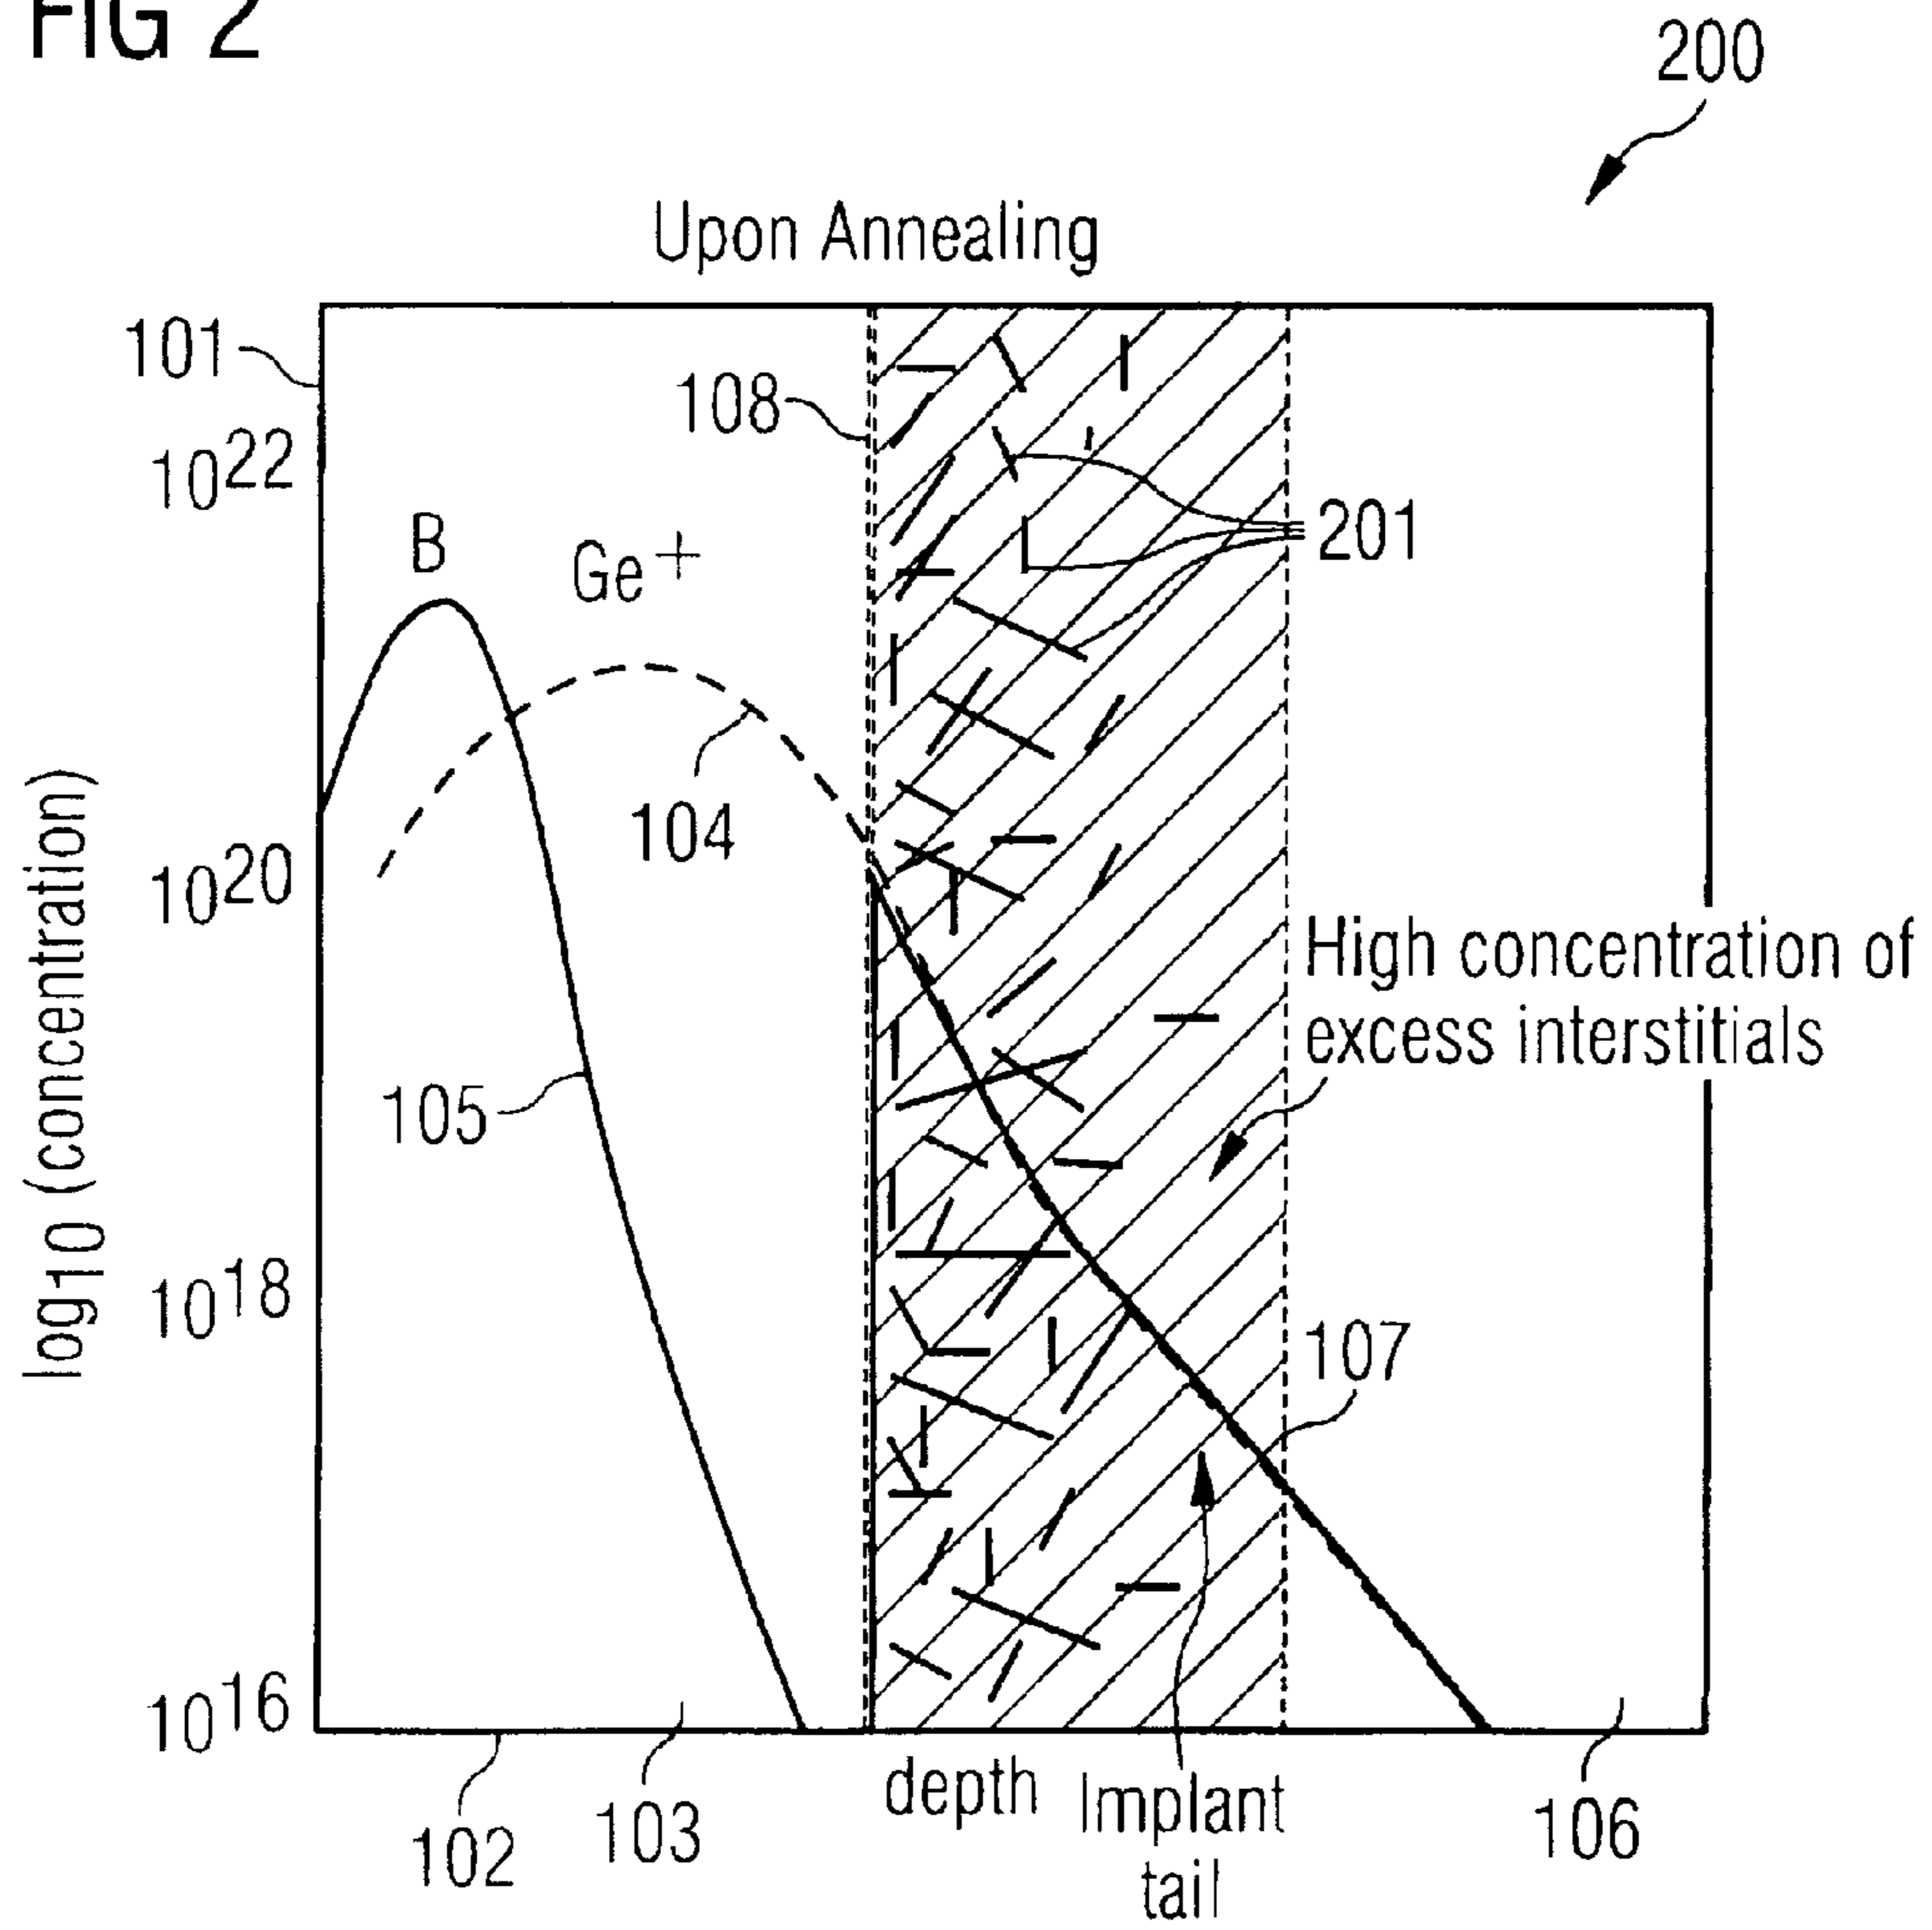 FIG 2
200
Upon Annealing
101
108
10^22
B
Ge+
201
104
10^20
log10 (concentration)
High concentration of
excess interstitials
105
10^18
107
10^16
depth
Implant
tail
102
103
106